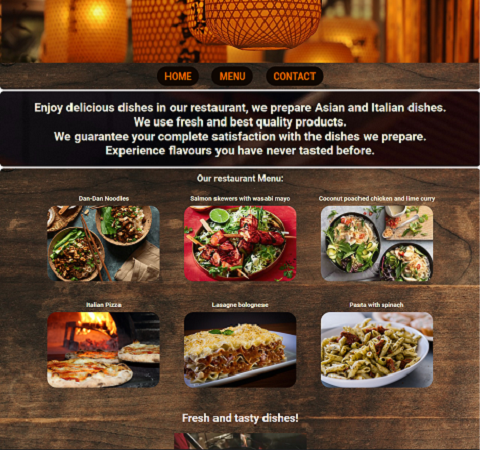 HOME MENU CONTACT
Enjoy delicious dishes in our restaurant, we prepare Asian and Italian dishes.
We use fresh and best quality products.
We guarantee your complete satisfaction with the dishes we prepare.
Experience flavours you have never tasted before.
Our restaurant Menu:
Dan-Dan Noodles Salmon skewers with wasabi mayo Coconut poached chicken and lime curry
Italian Pizza Lasagne bolognese Pasta with spinach
Fresh and tasty dishes!